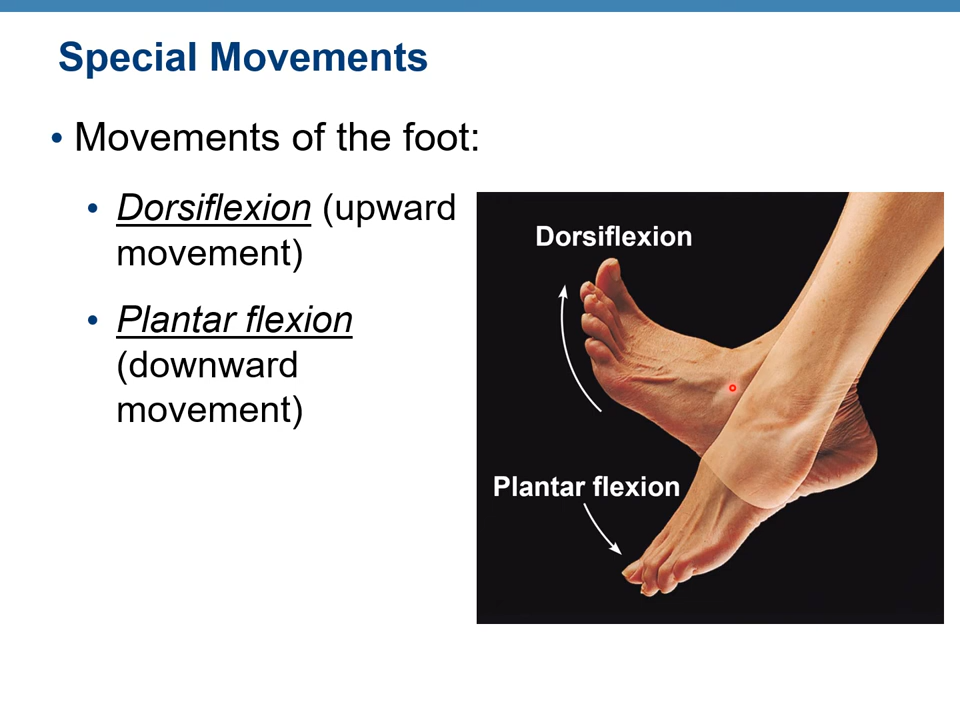 Special Movements
• Movements of the foot:
• Dorsiflexion (upward
movement)
• Plantar flexion
(downward
movement)
Dorsiflexion
Plantar flexion